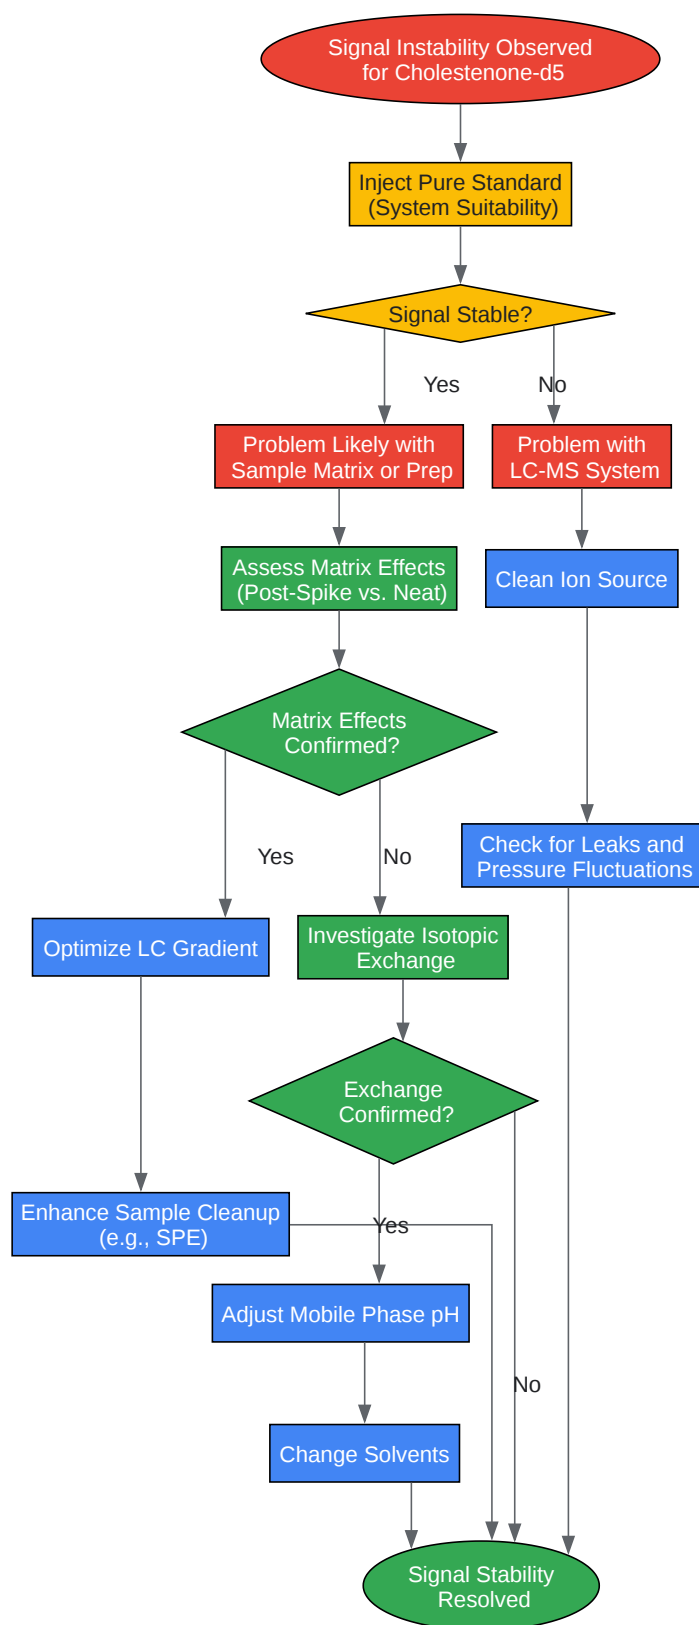 Signal Instability Observed
for Cholestenone-d5
Inject Pure Standard
(System Suitability)
Signal Stable?
Yes
No
Problem Likely with
Sample Matrix or Prep
Problem with
LC-MS System
Assess Matrix Effects
(Post-Spike vs. Neat)
Clean Ion Source
Matrix Effects
Confirmed?
Yes
No
Check for Leaks and
Pressure Fluctuations
Optimize LC Gradient
Investigate Isotopic
Exchange
Exchange
Confirmed?
Enhance Sample Cleanup
(e.g., SPE)
Yes
Adjust Mobile Phase pH
No
Change Solvents
Signal Stability
Resolved